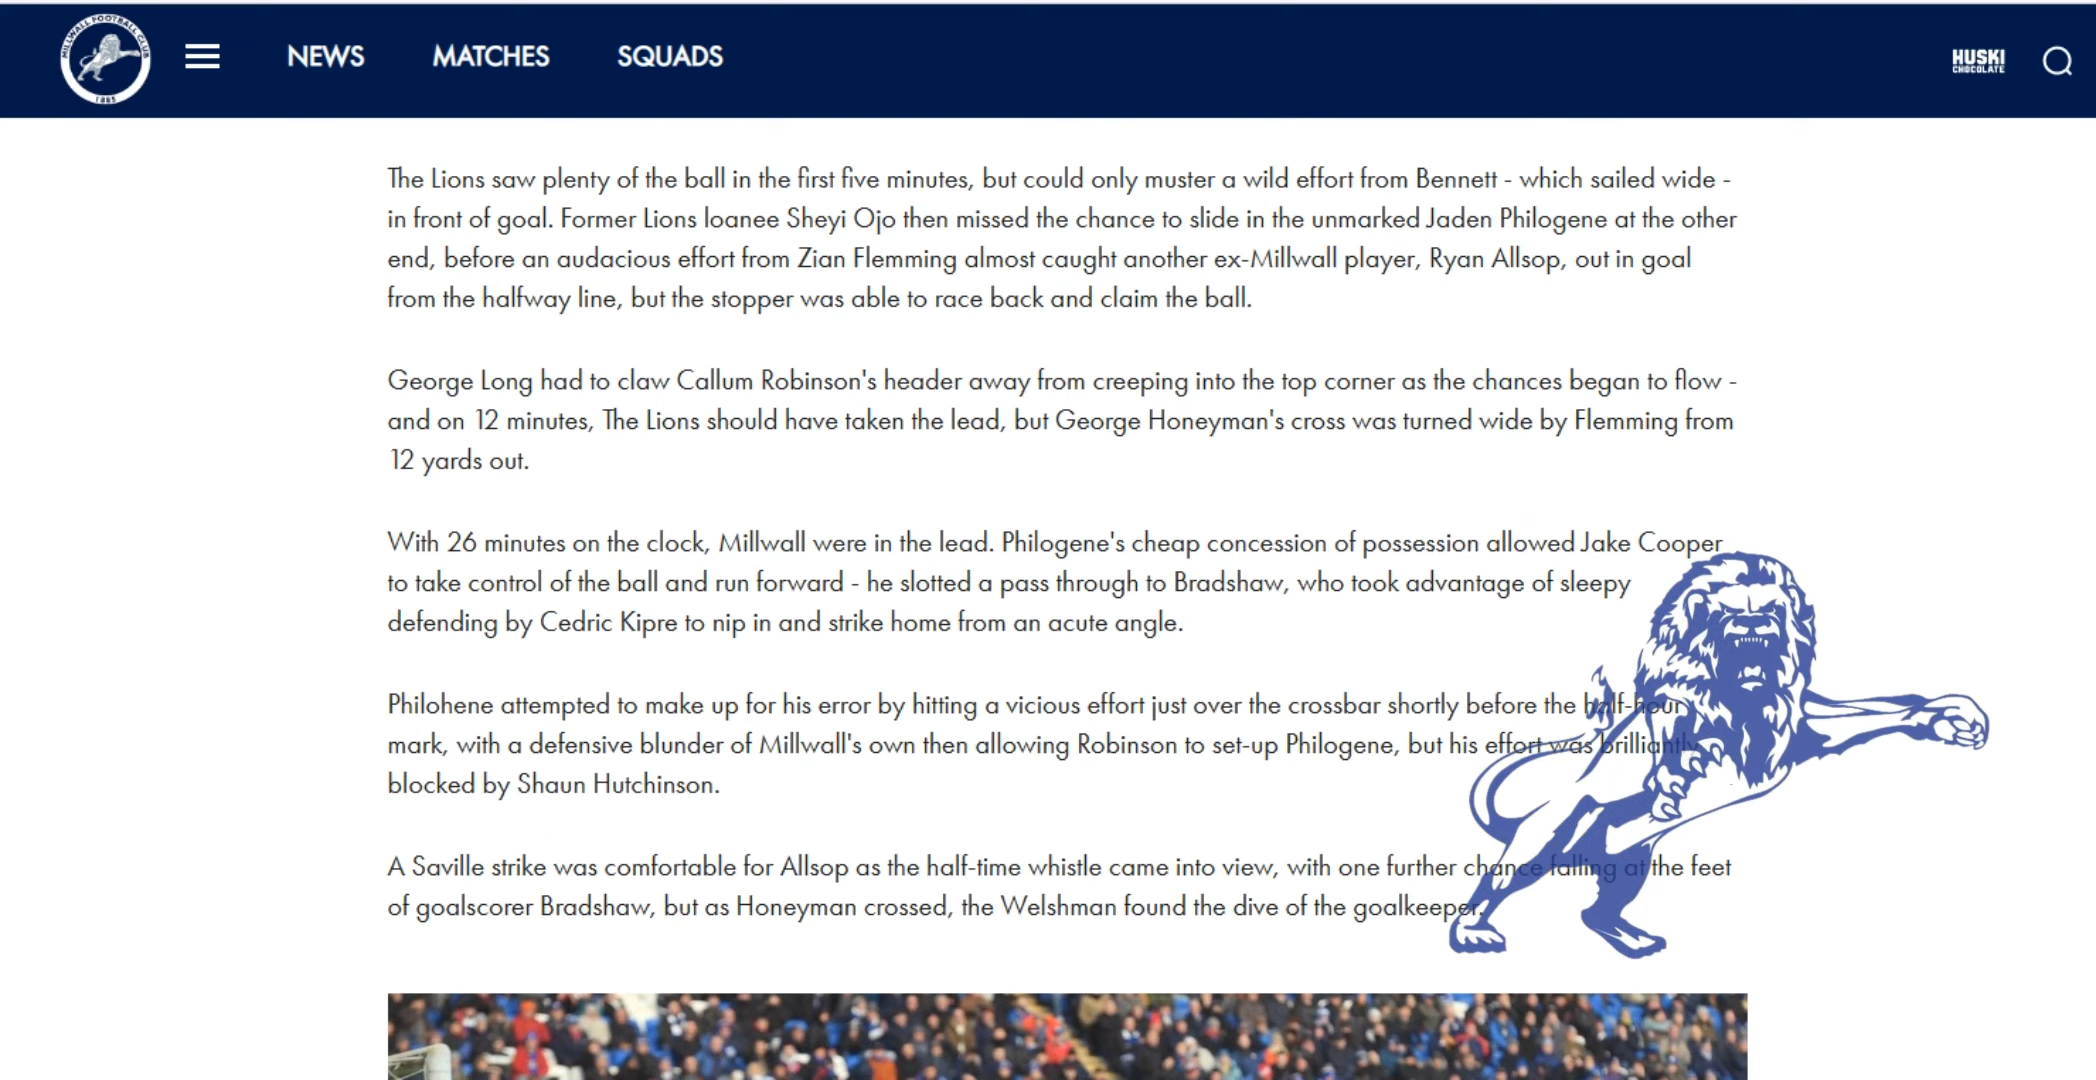 MILLWALL FOOTBALL CLUB
1885
NEWS MATCHES SQUADS
HUSKI
CHOCOLATE
The Lions saw plenty of the ball in the first five minutes, but could only muster a wild effort from Bennett - which sailed wide -
in front of goal. Former Lions loanee Sheyi Ojo then missed the chance to slide in the unmarked Jaden Philogene at the other
end, before an audacious effort from Zian Flemming almost caught another ex-Millwall player, Ryan Allsop, out in goal
from the halfway line, but the stopper was able to race back and claim the ball.
George Long had to claw Callum Robinson's header away from creeping into the top corner as the chances began to flow -
and on 12 minutes, The Lions should have taken the lead, but George Honeyman's cross was turned wide by Flemming from
12 yards out.
With 26 minutes on the clock, Millwall were in the lead. Philogene's cheap concession of possession allowed Jake Cooper
to take control of the ball and run forward - he slotted a pass through to Bradshaw, who took advantage of sleepy
defending by Cedric Kipre to nip in and strike home from an acute angle.
Philohene attempted to make up for his error by hitting a vicious effort just over the crossbar shortly before the half-hour
mark, with a defensive blunder of Millwall's own then allowing Robinson to set-up Philogene, but his effort was brilliantly
blocked by Shaun Hutchinson.
A Saville strike was comfortable for Allsop as the half-time whistle came into view, with one further chance falling at the feet
of goalscorer Bradshaw, but as Honeyman crossed, the Welshman found the dive of the goalkeeper.